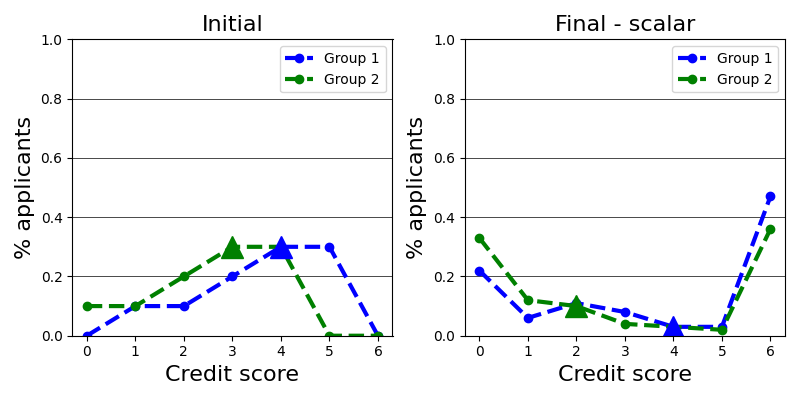 Initial
% applicants
1.0
0.8
0.6
0.4
0.2
0.0
Group 1
Group 2
0 1 2 3 4 5 6
Credit score
Final - scalar
% applicants
1.0
0.8
0.6
0.4
0.2
0.0
Group 1
Group 2
0 1 2 3 4 5 6
Credit score